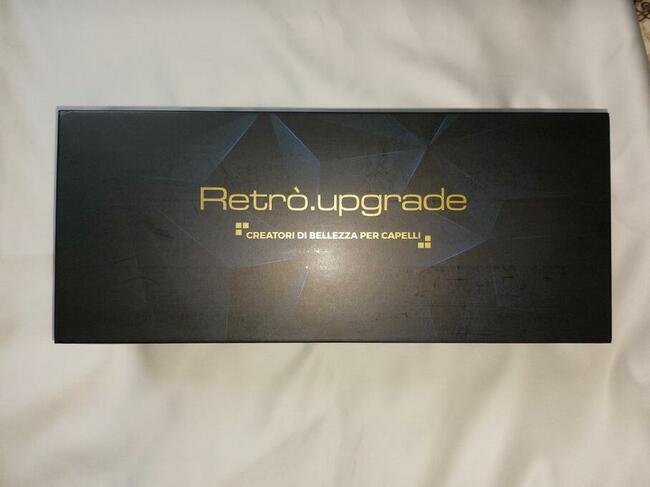 Retrò.upgrade
CREATORI DI BELLEZZA PER CAPELLI